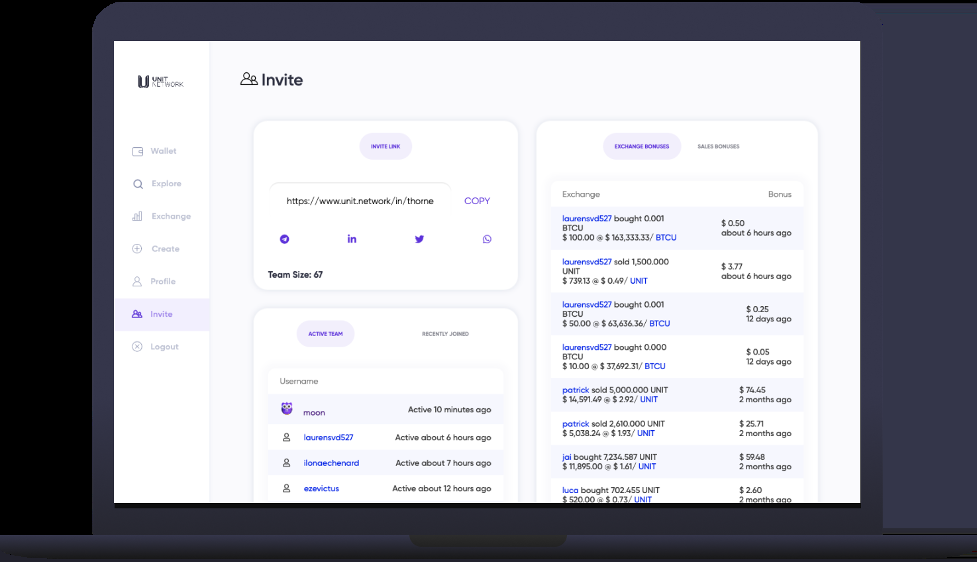 UNIT
NETWORK
Invite
Wallet
Explore
Exchange
Create
Profile
Invite
Logout
INVITE LINK
https://www.unit.network/in/thorne
COPY
Team Size: 67
ACTIVE TEAM
RECENTLY JOINED
Username
moon
Active 10 minutes ago
laurensvd527
Active about 6 hours ago
ilonaechenard
Active about 7 hours ago
ezevictus
Active about 12 hours ago
EXCHANGE BONUSES
SALES BONUSES
Exchange
Bonus
laurensvd527 bought 0.001
BTCU
$ 100.00 @ $ 163,333.33/ BTCU
$ 0.50
about 6 hours ago
laurensvd527 sold 1,500.000
UNIT
$ 739.13 @ $ 0.49/ UNIT
$ 3.77
about 6 hours ago
laurensvd527 bought 0.001
BTCU
$ 50.00 @ $ 63,636.36/ BTCU
$ 0.25
12 days ago
laurensvd527 bought 0.000
BTCU
$ 10.00 @ $ 37,692.31/ BTCU
$ 0.05
12 days ago
patrick sold 5,000.000 UNIT
$ 14,591.49 @ $ 2.92/ UNIT
$ 74.45
2 months ago
patrick sold 2,610.000 UNIT
$ 5,038.24 @ $ 1.93/ UNIT
$ 25.71
2 months ago
jai bought 7,234.587 UNIT
$ 11,895.00 @ $ 1.61/ UNIT
$ 59.48
2 months ago
luca bought 702.455 UNIT
$ 520.00 @ $ 0.73/ UNIT
$ 2.60
2 months ago